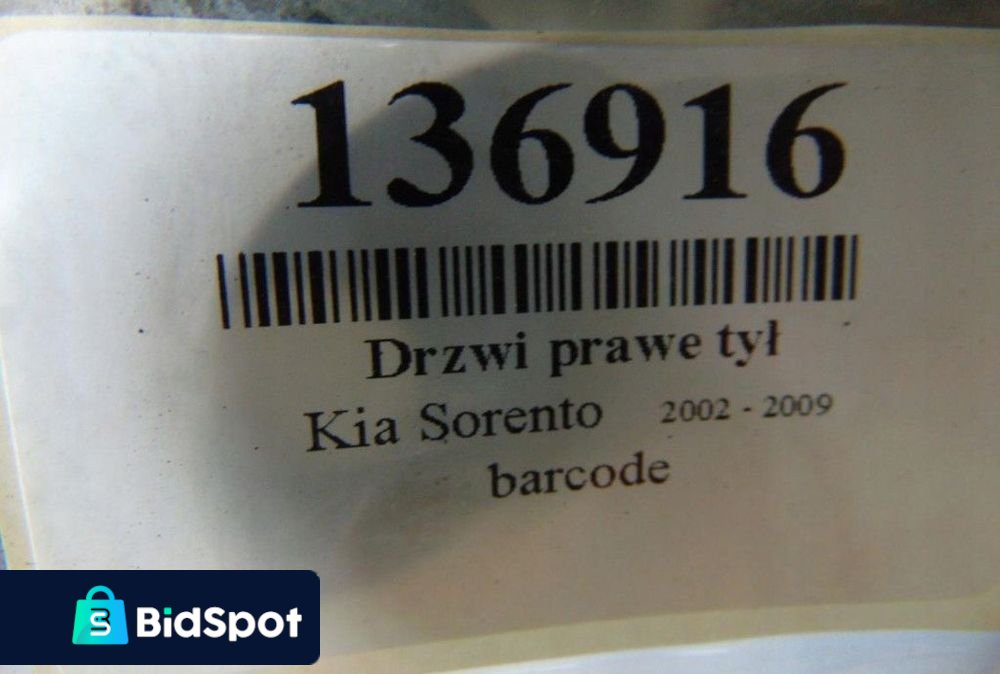 136916
Drzwi prawe tył
Kia Sorento 2002 - 2009
barcode
BidSpot